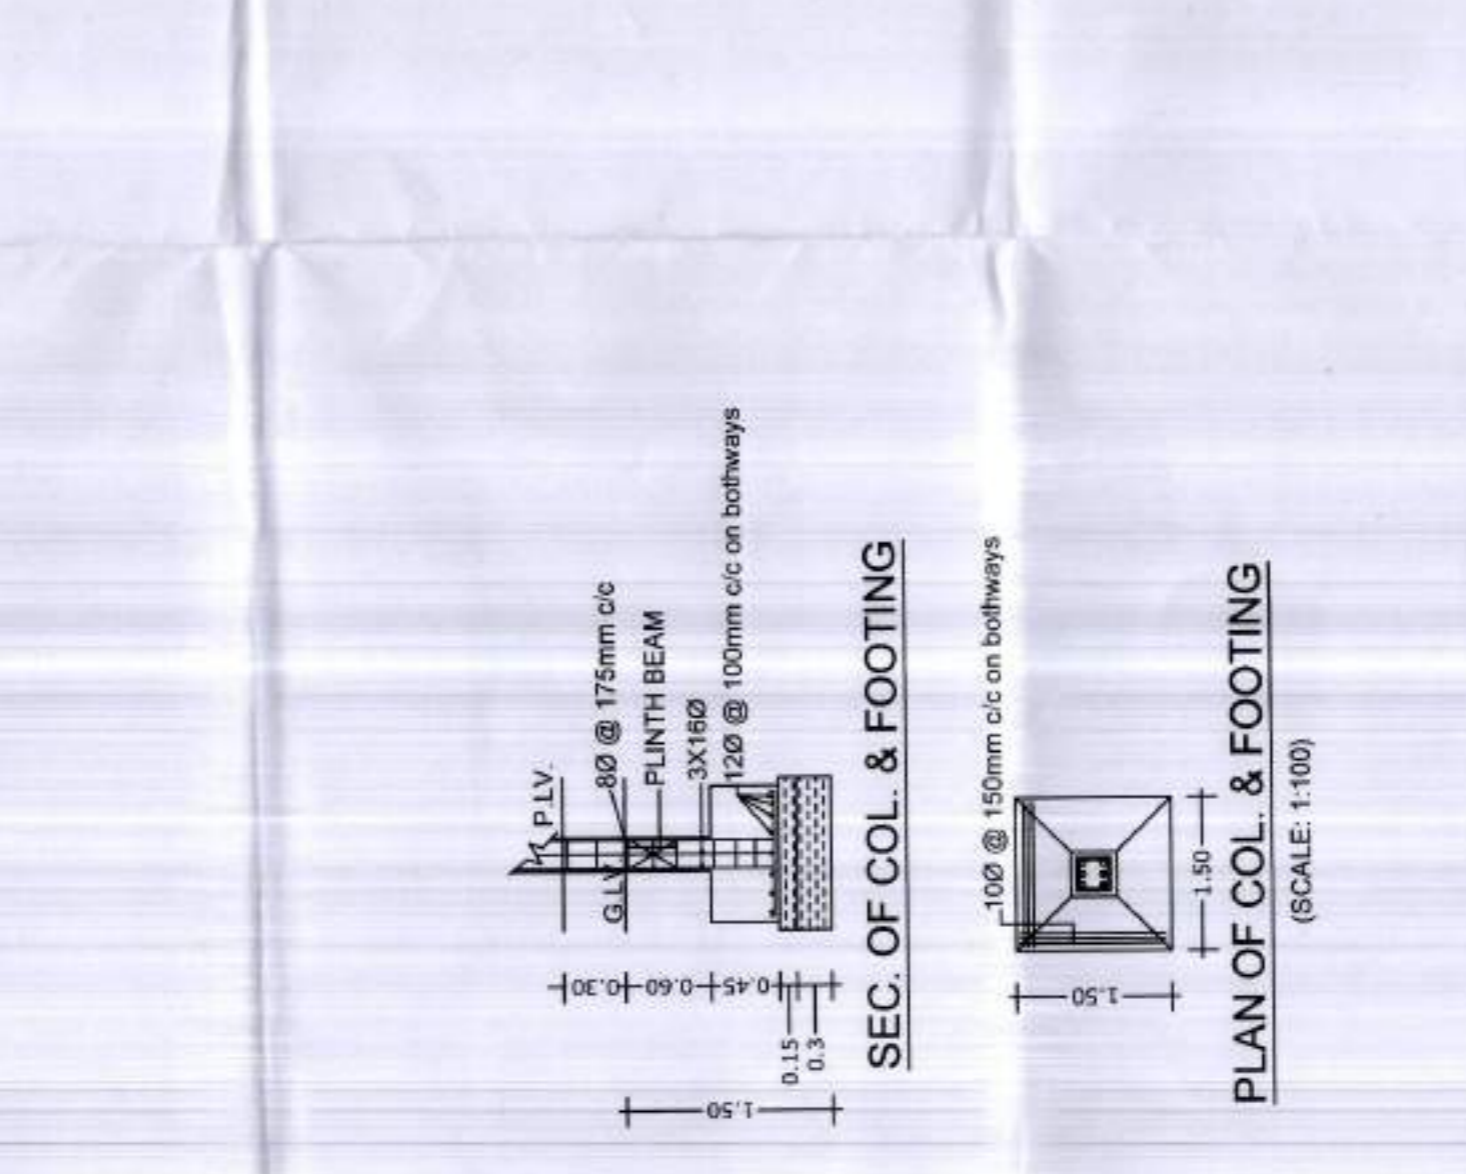 P.LV.
8Ø @ 175mm c/c
G.LV
PLINTH BEAM
3X16Ø
12Ø @ 100mm c/c on bothways
0.30
0.60
0.45
0.15
0.3
1.50
SEC. OF COL. & FOOTING
10Ø @ 150mm c/c on bothways
1.50
1.50
PLAN OF COL. & FOOTING
(SCALE: 1:100)